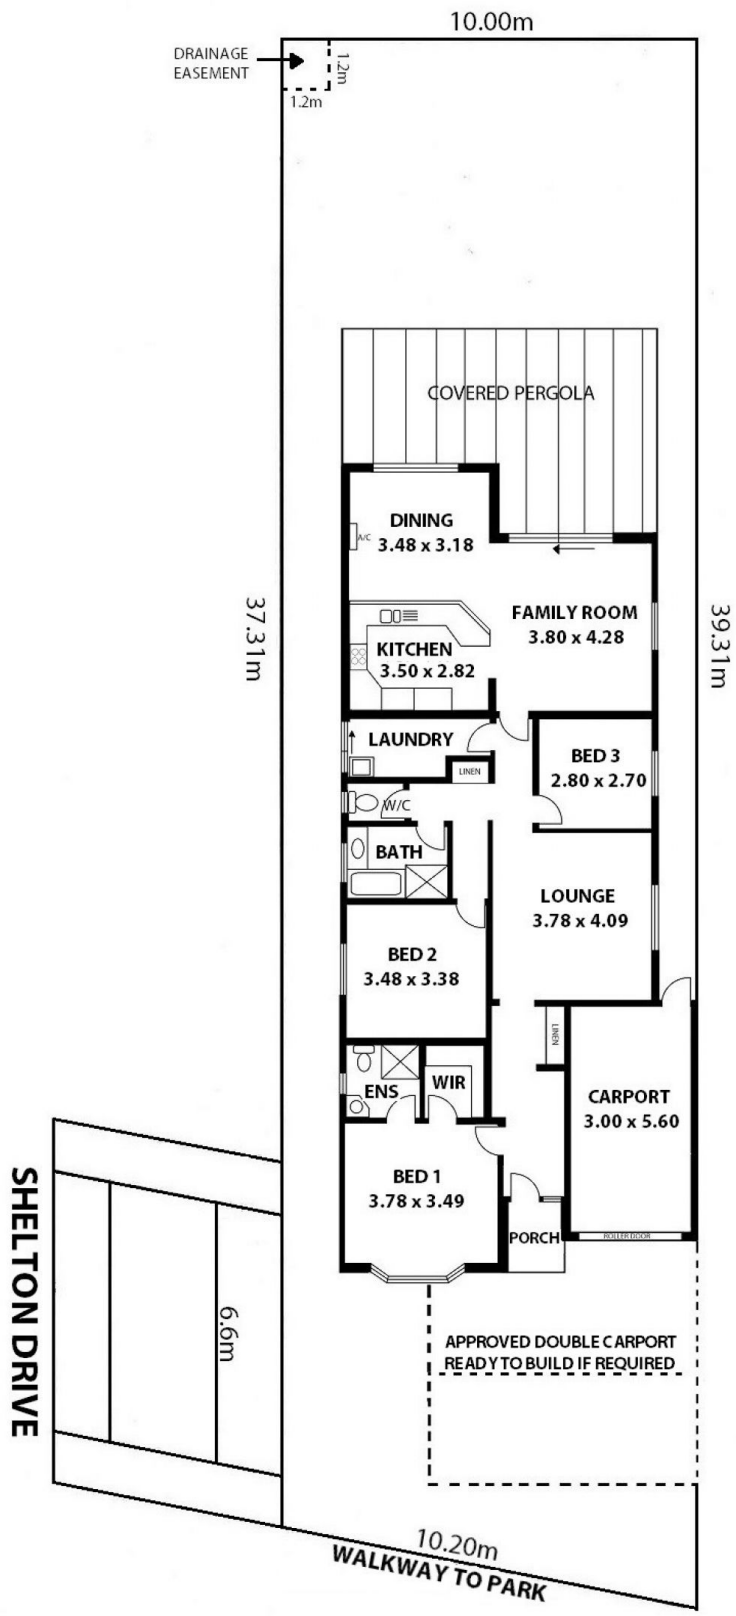 10.00m
DRAINAGE
EASEMENT
1.2m
1.2m
COVERED PERGOLA
DINING
3.48 x 3.18
A/C
FAMILY ROOM
3.80 x 4.28
37.31m
39.31m
KITCHEN
3.50 x 2.82
LAUNDRY
BED 3
2.80 x 2.70
LINEN
W/C
BATH
LOUNGE
3.78 x 4.09
BED 2
3.48 x 3.38
LINEN
ENS
WIR
CARPORT
3.00 x 5.60
BED 1
3.78 x 3.49
PORCH
ROLLER DOOR
SHELTON DRIVE
6.6m
APPROVED DOUBLE CARPORT
READY TO BUILD IF REQUIRED
10.20m
WALKWAY TO PARK